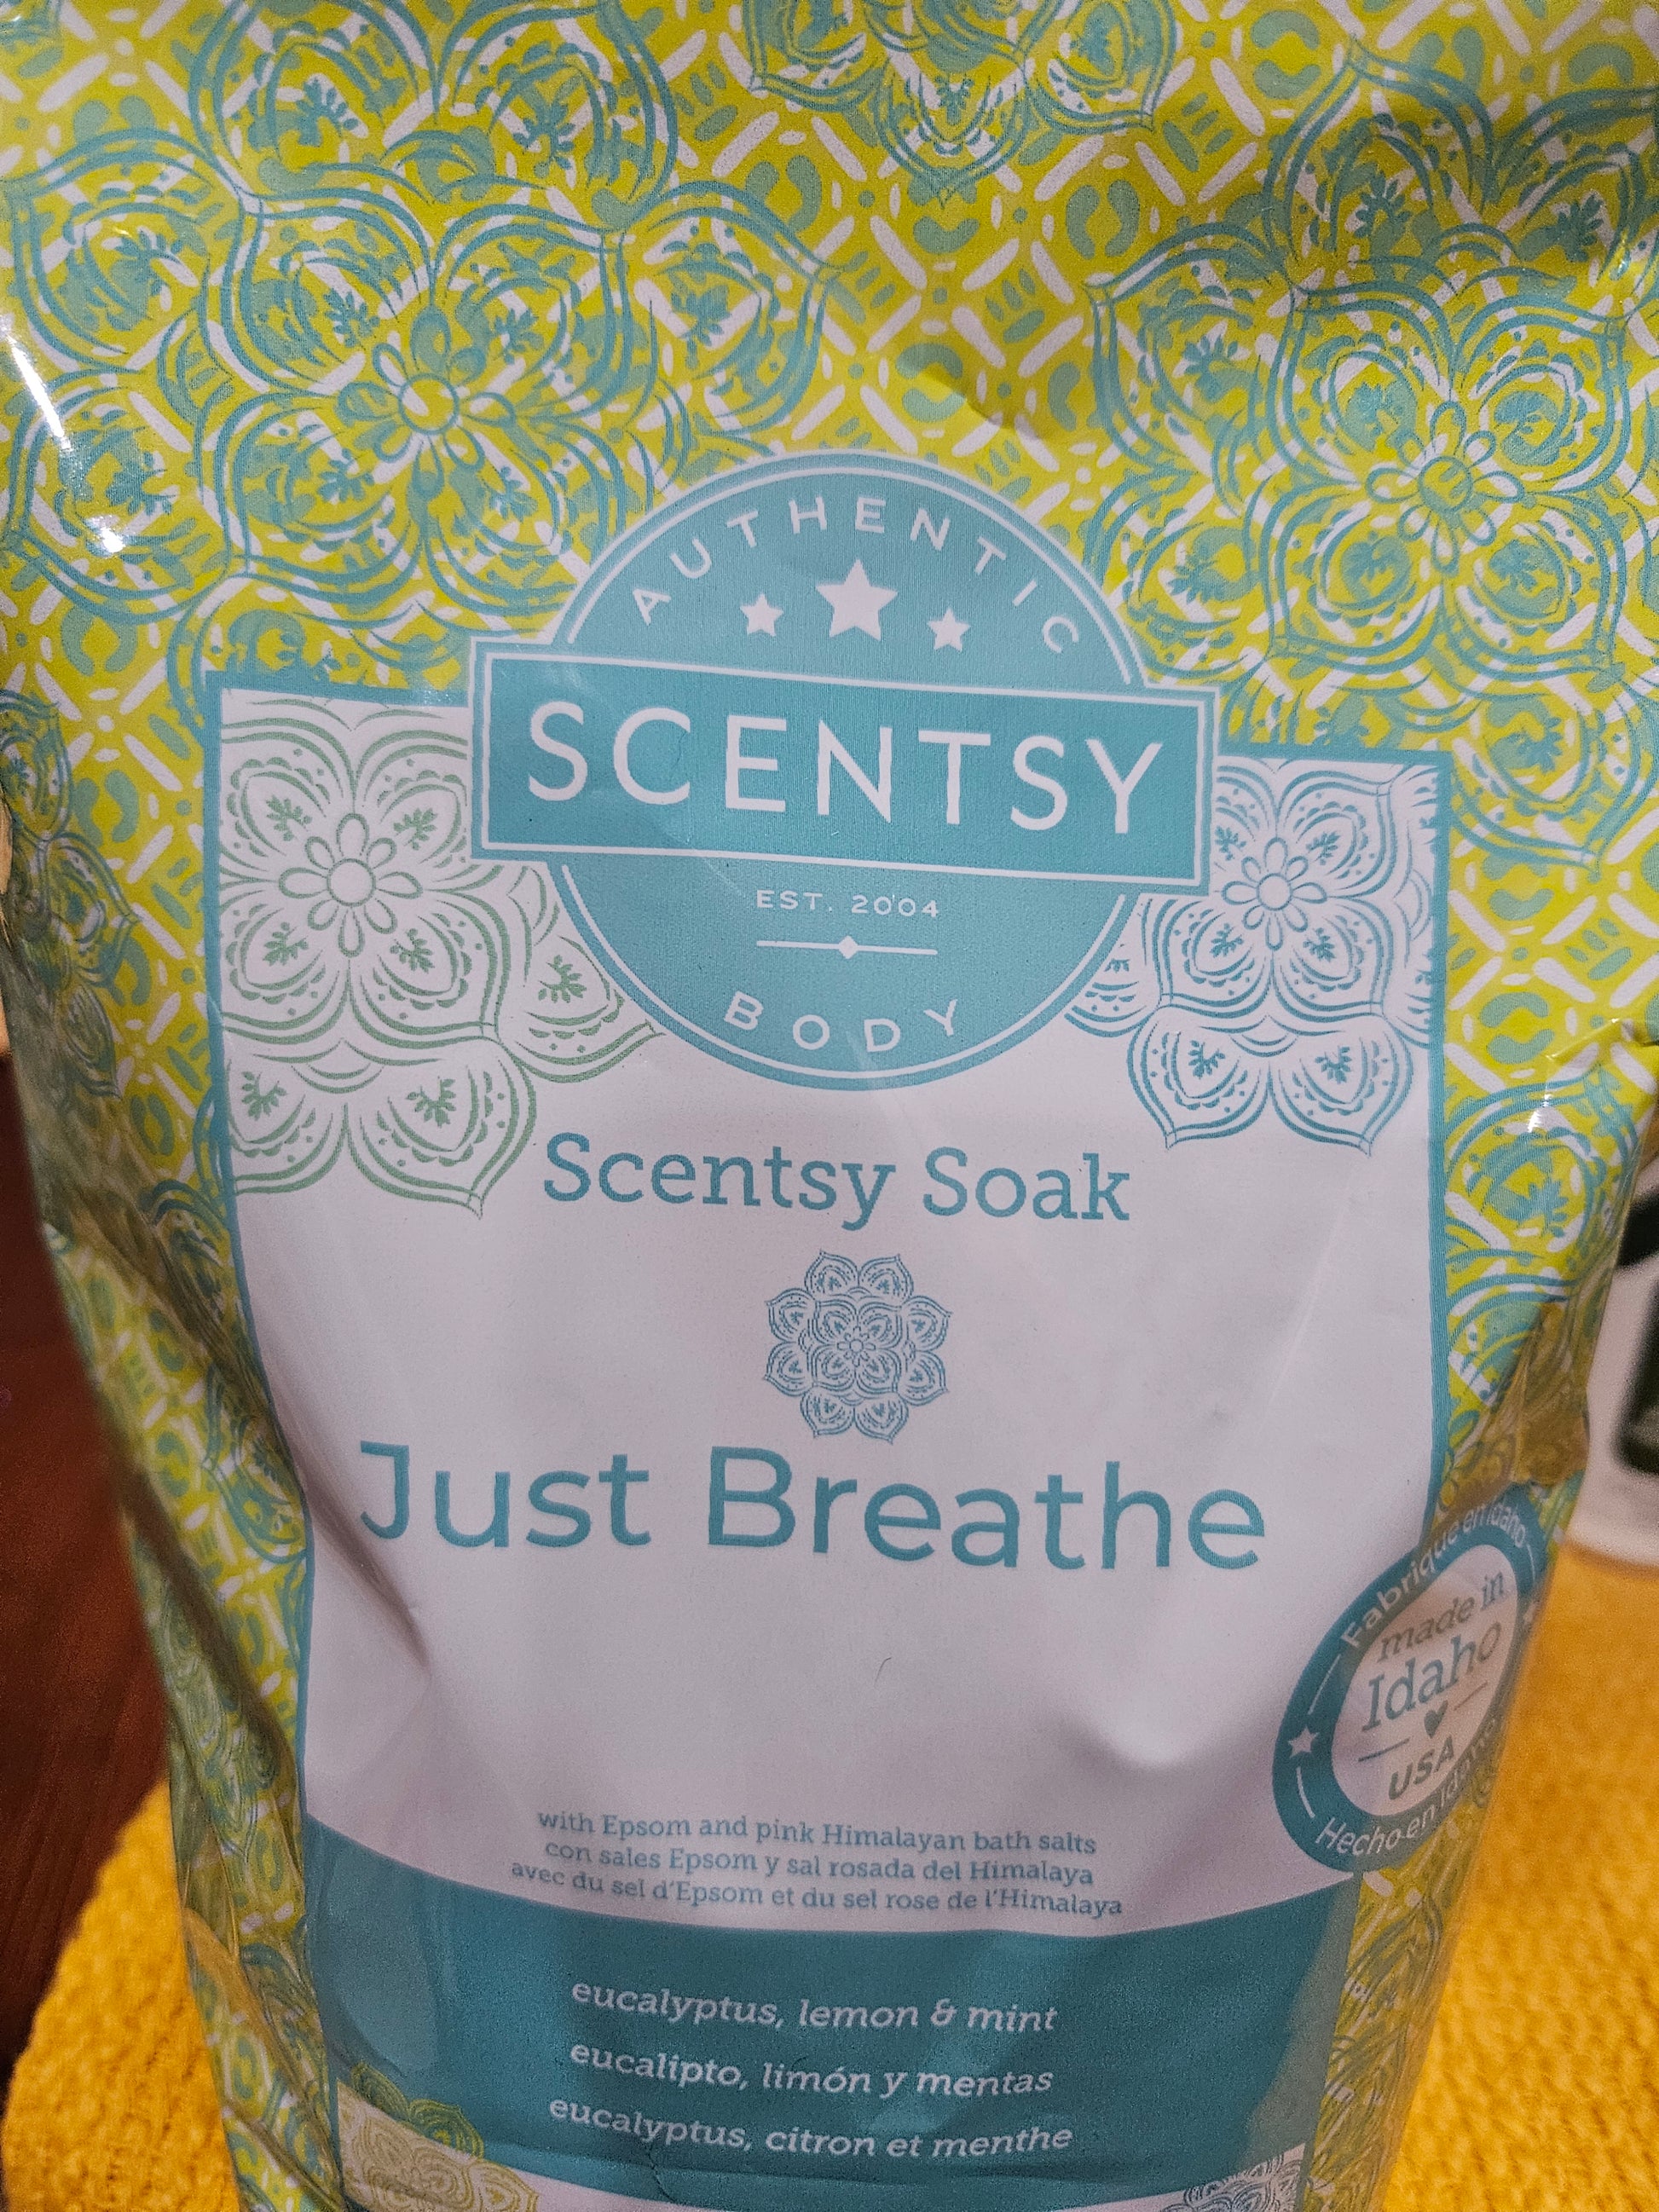 AUTHENTIC
SCENTSY
EST. 2004
BODY
Scentsy Soak
Just Breathe
Fabriqué en Idaho
made in
Idaho
USA
Hecho en Idaho
with Epsom and pink Himalayan bath salts
con sales Epsom y sal rosada del Himalaya
avec du sel d'Epsom et du sel rose de l'Himalaya
eucalyptus, lemon & mint
eucalipto, limón y mentas
eucalyptus, citron et menthe